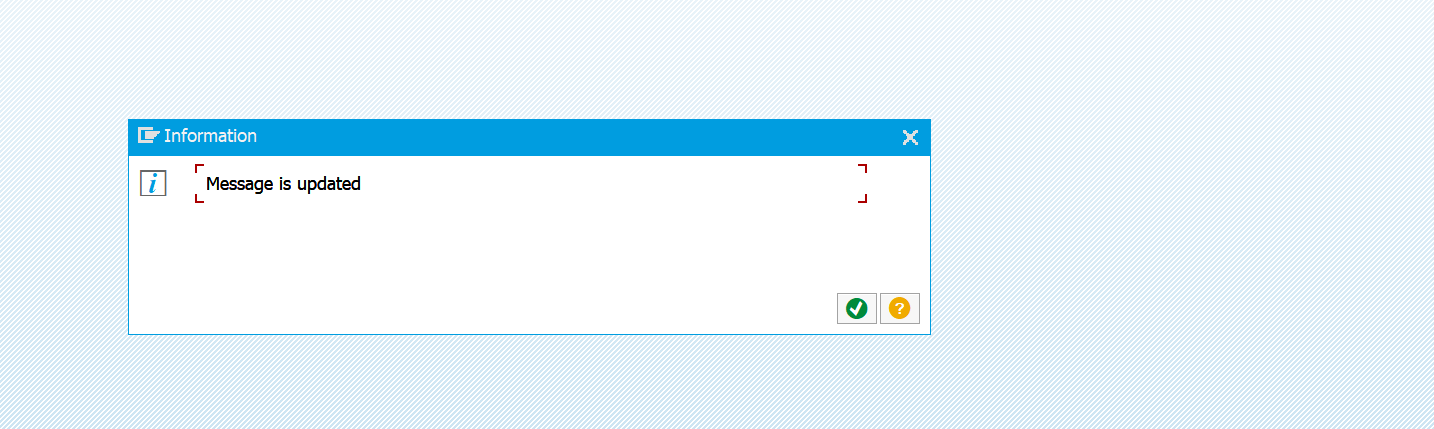 Information
Message is updated